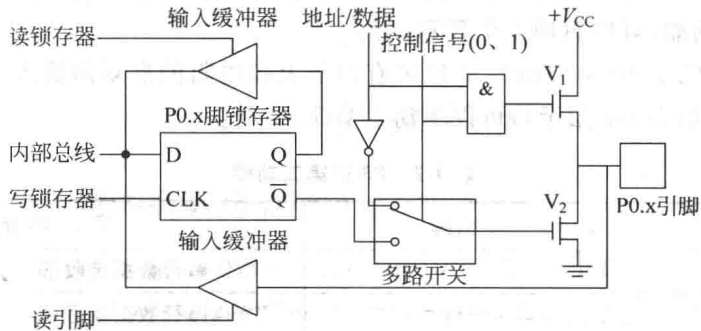 输入缓冲器
地址/数据
+VCC
读锁存器
控制信号(0、1)
V1
&
P0.x脚锁存器
内部总线
D
Q
写锁存器
CLK
Q̅
V2
P0.x引脚
输入缓冲器
多路开关
读引脚